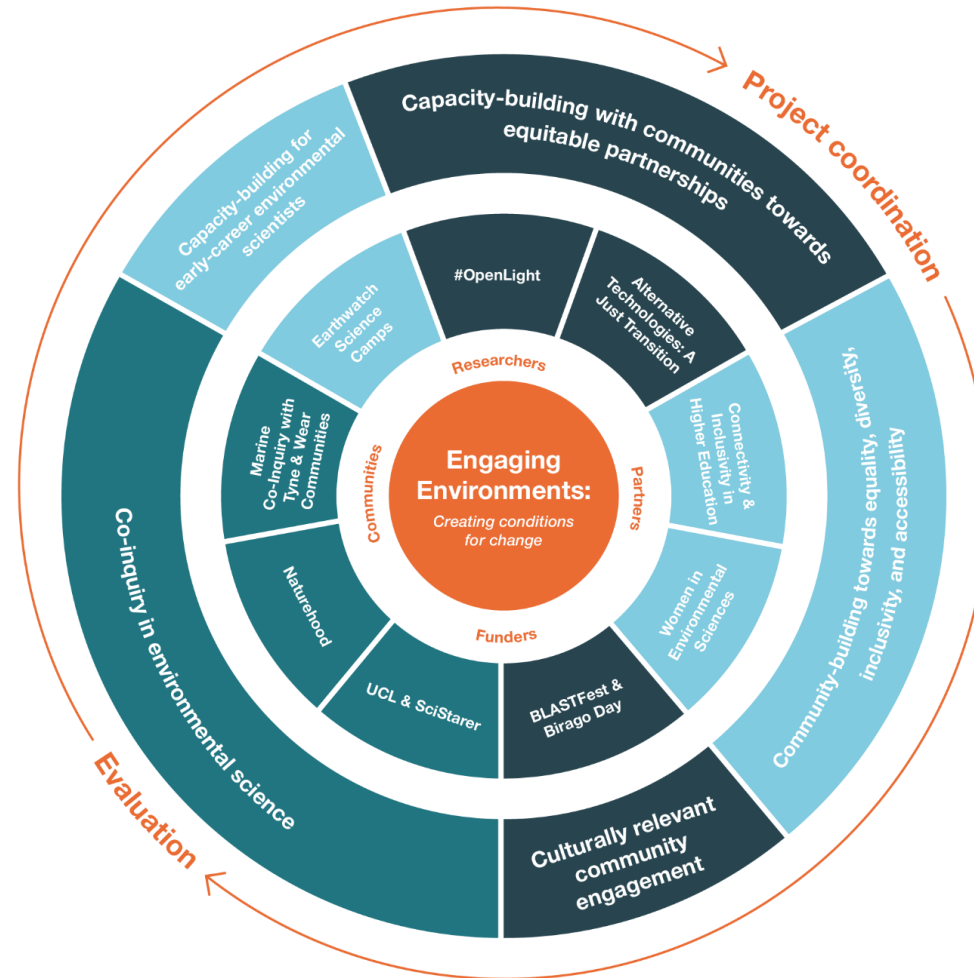 Project coordination
Capacity-building with communities towards
equitable partnerships
Capacity-building for
early-career environmental
scientists
Community-building towards equality, diversity,
inclusivity, and accessibility
Culturally relevant
community
engagement
Co-inquiry in environmental science
Evaluation
#OpenLight
Alternative
Technologies: A
Just Transition
Connectivity &
Inclusivity in
Higher Education
Women in
Environmental
Sciences
BLASTFest &
Birago Day
UCL & SciStarer
Naturehood
Marine
Co-Inquiry with
Tyne & Wear
Communities
Earthwatch
Science
Camps
Researchers
Partners
Funders
Communities
Engaging
Environments:
Creating conditions
for change